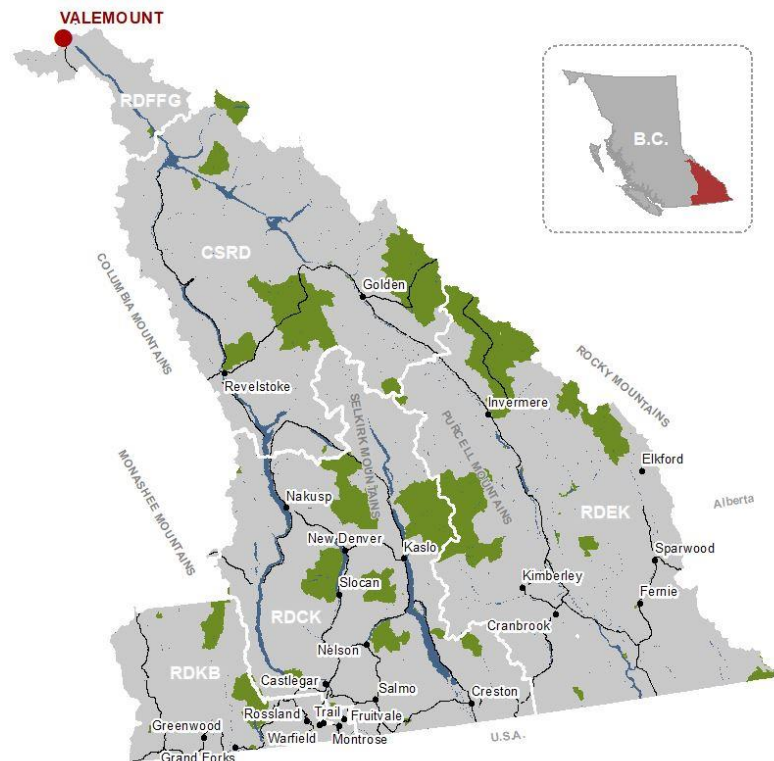 VALEMOUNT
RDFFG
B.C.
CSRD
COLUMBIA MOUNTAINS
Golden
ROCKY MOUNTAINS
Revelstoke
SELKIRK MOUNTAINS
PURCELL MOUNTAINS
Invermere
MONASHEE MOUNTAINS
Elkford
Nakusp
Alberta
RDEK
New Denver
Kaslo
Sparwood
Slocan
Kimberley
Fernie
RDCK
Cranbrook
Nelson
RDKB
Castlegar
Salmo
Creston
Rossland
Trail
Fruitvale
Greenwood
Warfield
Montrose
U.S.A.
Grand Forks